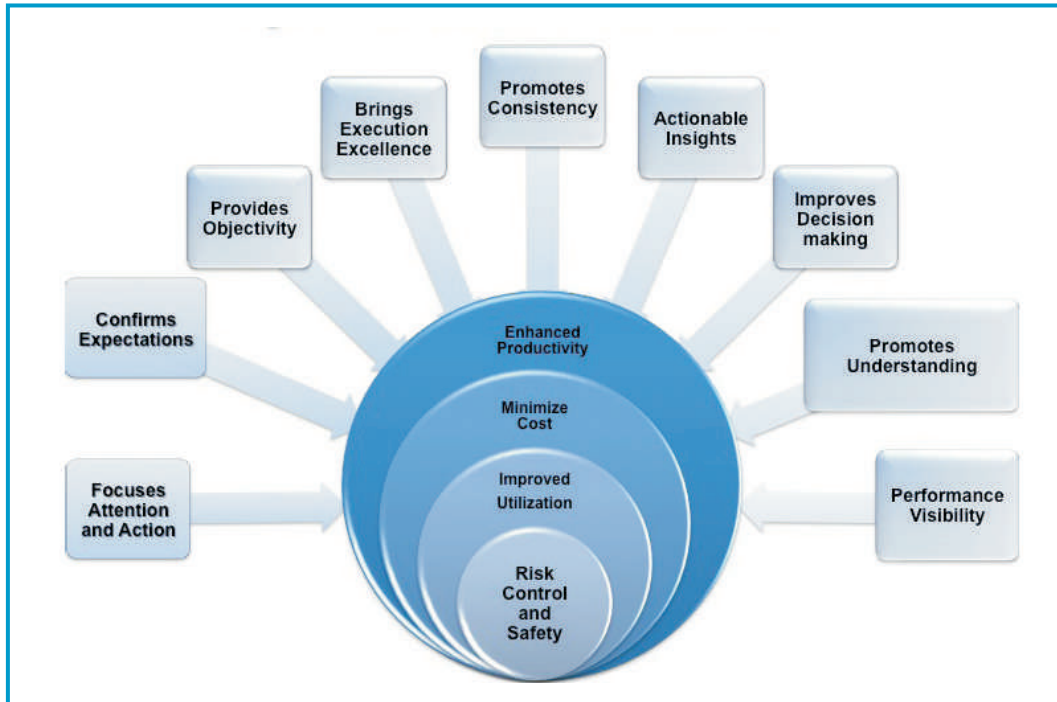 Promotes
Consistency
Brings
Execution
Excellence
Actionable
Insights
Provides
Objectivity
Improves
Decision
making
Confirms
Expectations
Promotes
Understanding
Focuses
Attention
and Action
Performance
Visibility
Enhanced
Productivity
Minimize
Cost
Improved
Utilization
Risk
Control
and
Safety